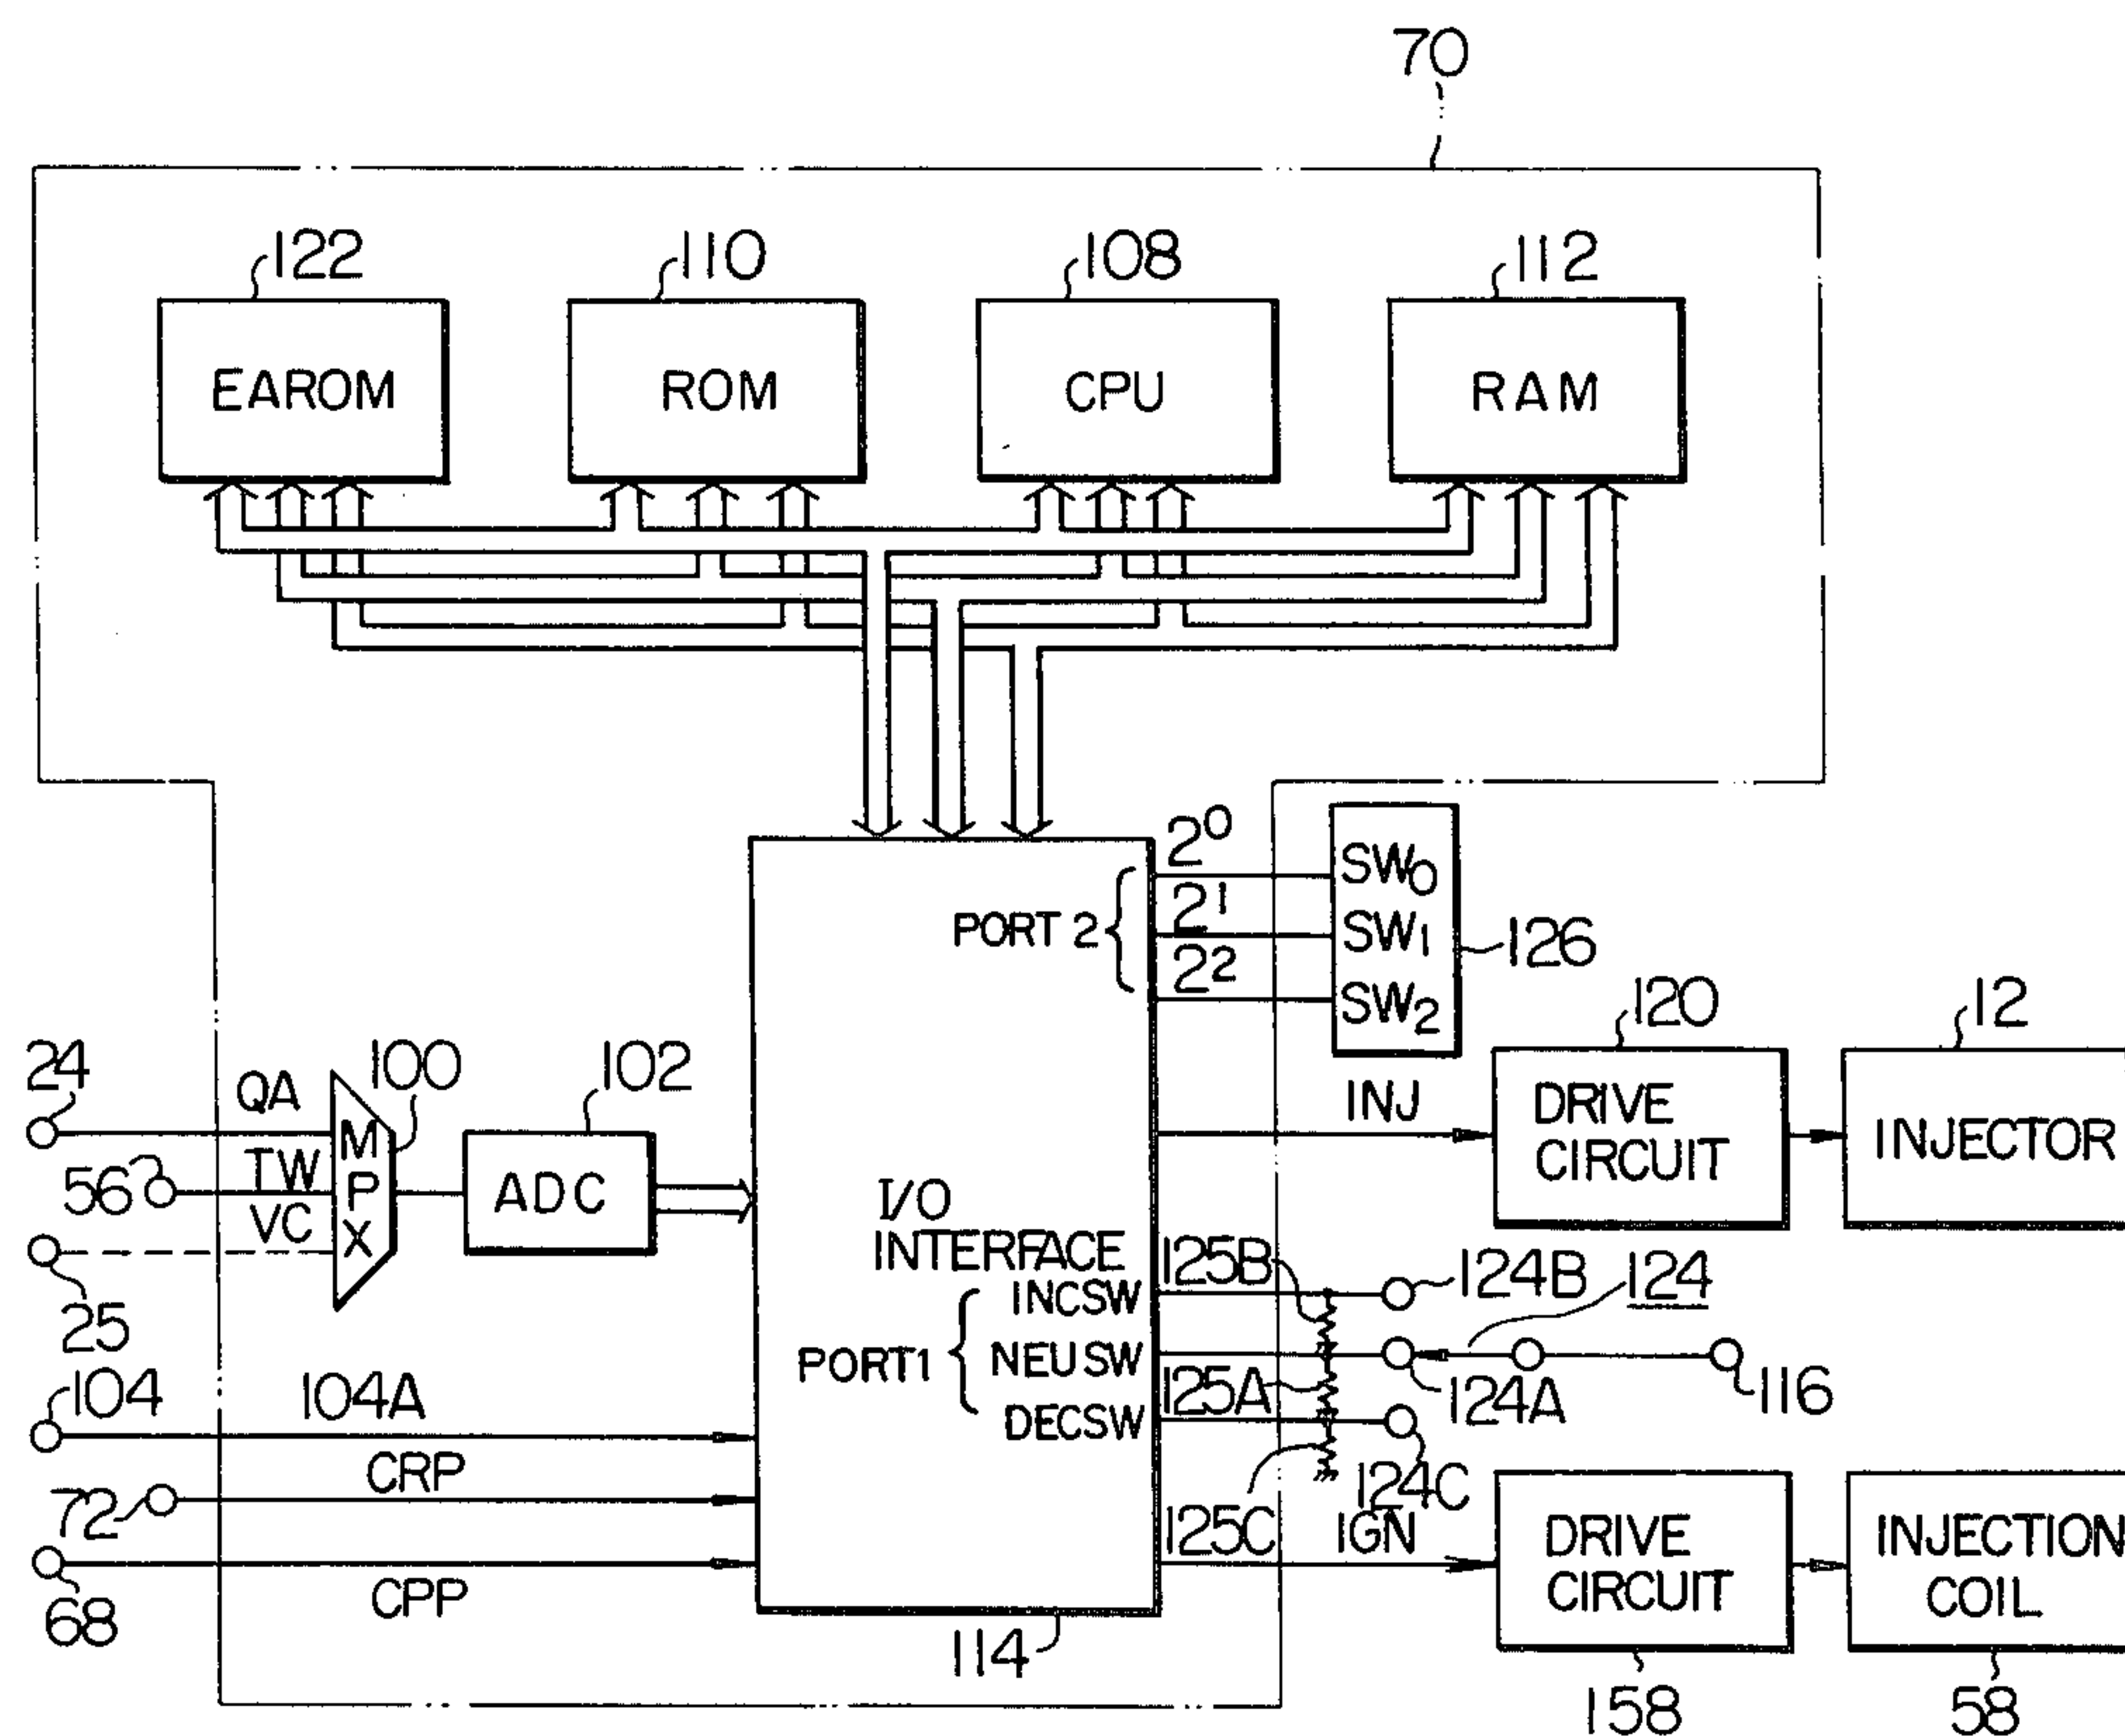 70
122
110
108
112
EAROM
ROM
CPU
RAM
2⁰
SW₀
PORT 2
2¹
SW₁
126
2²
SW₂
120
12
24
QA
100
102
INJ
DRIVE
CIRCUIT
INJECTOR
56
TW
MPX
ADC
VC
25
I/O
INTERFACE
125B
124B
124
INCSW
PORT1
NEUSW
125A
124A
116
DECSW
104
104A
CRP
72
124C
125C
IGN
DRIVE
CIRCUIT
INJECTION
COIL
68
CPP
114
158
58